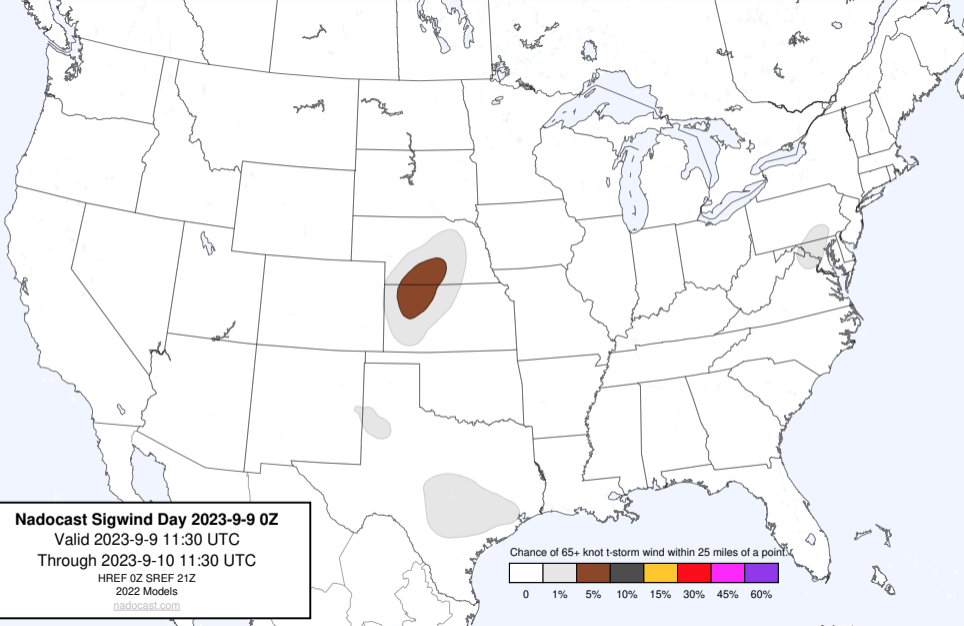 Nadocast Sigwind Day 2023-9-9 0Z
Valid 2023-9-9 11:30 UTC
Through 2023-9-10 11:30 UTC
HREF 0Z SREF 21Z
2022 Models
nadocast.com
Chance of 65+ knot t-storm wind within 25 miles of a point.
0 1% 5% 10% 15% 30% 45% 60%